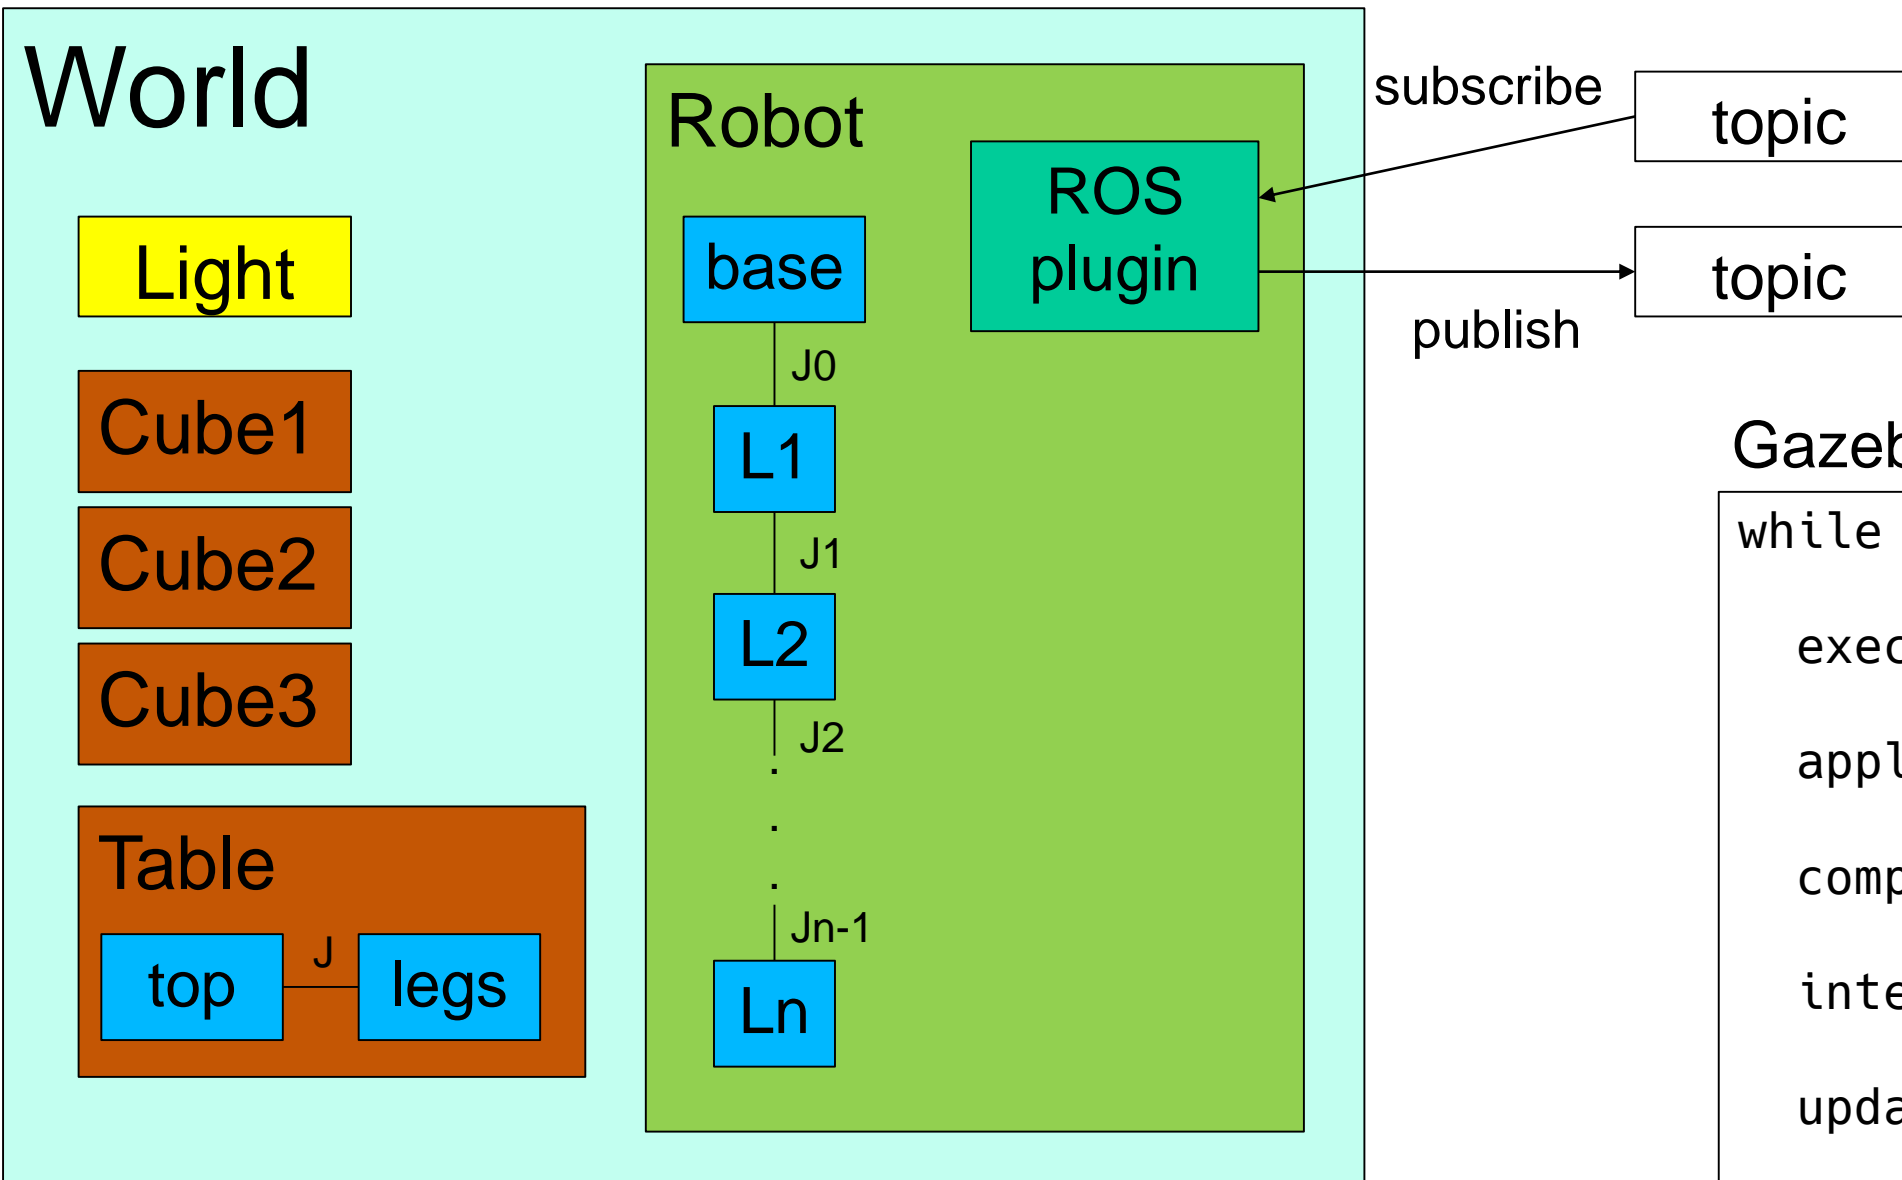 World
Light
Cube1
Cube2
Cube3
Table
top
J
legs
Robot
base
J0
L1
J1
L2
J2
.
.
.
Jn-1
Ln
ROS
plugin
subscribe
topic
topic
publish
while